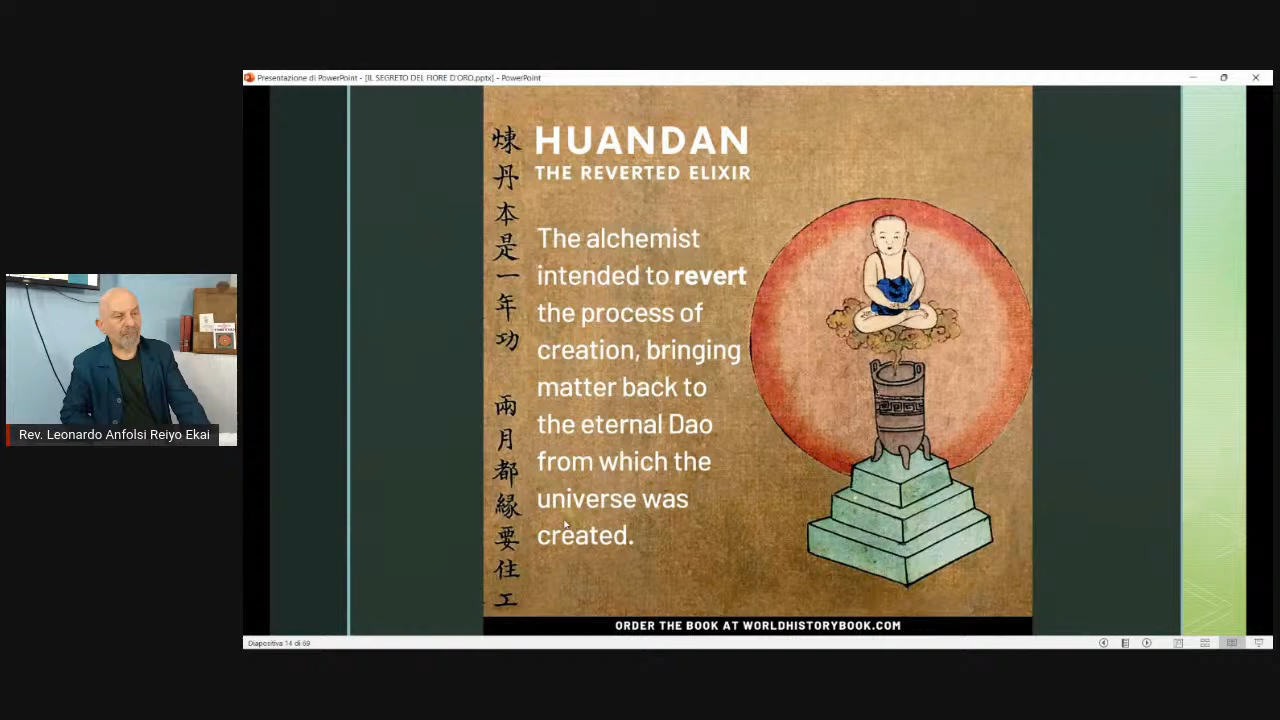 Presentazione di PowerPoint - [IL SEGRETO DEL FIORE D'ORO.pptx] - PowerPoint
煉丹本是一年功
兩月都緣要住工
HUANDAN
THE REVERTED ELIXIR
The alchemist
intended to revert
the process of
creation, bringing
matter back to
the eternal Dao
from which the
universe was
created.
ORDER THE BOOK AT WORLDHISTORYBOOK.COM
Diapositiva 14 di 69
Rev. Leonardo Anfolsi Reiyo Ekai